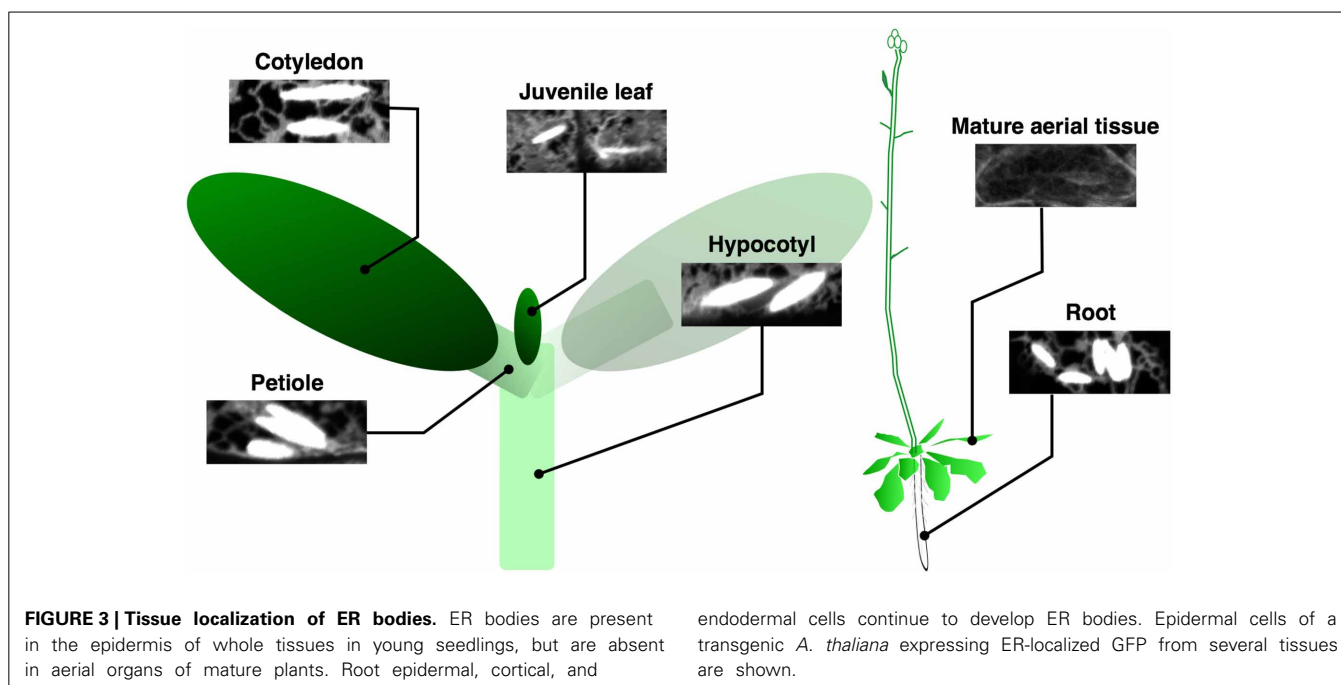 Cotyledon
Juvenile leaf
Mature aerial tissue
Hypocotyl
Root
Petiole
FIGURE 3 | Tissue localization of ER bodies. ER bodies are present
in the epidermis of whole tissues in young seedlings, but are absent
in aerial organs of mature plants. Root epidermal, cortical, and
endodermal cells continue to develop ER bodies. Epidermal cells of a
transgenic A. thaliana expressing ER-localized GFP from several tissues
are shown.